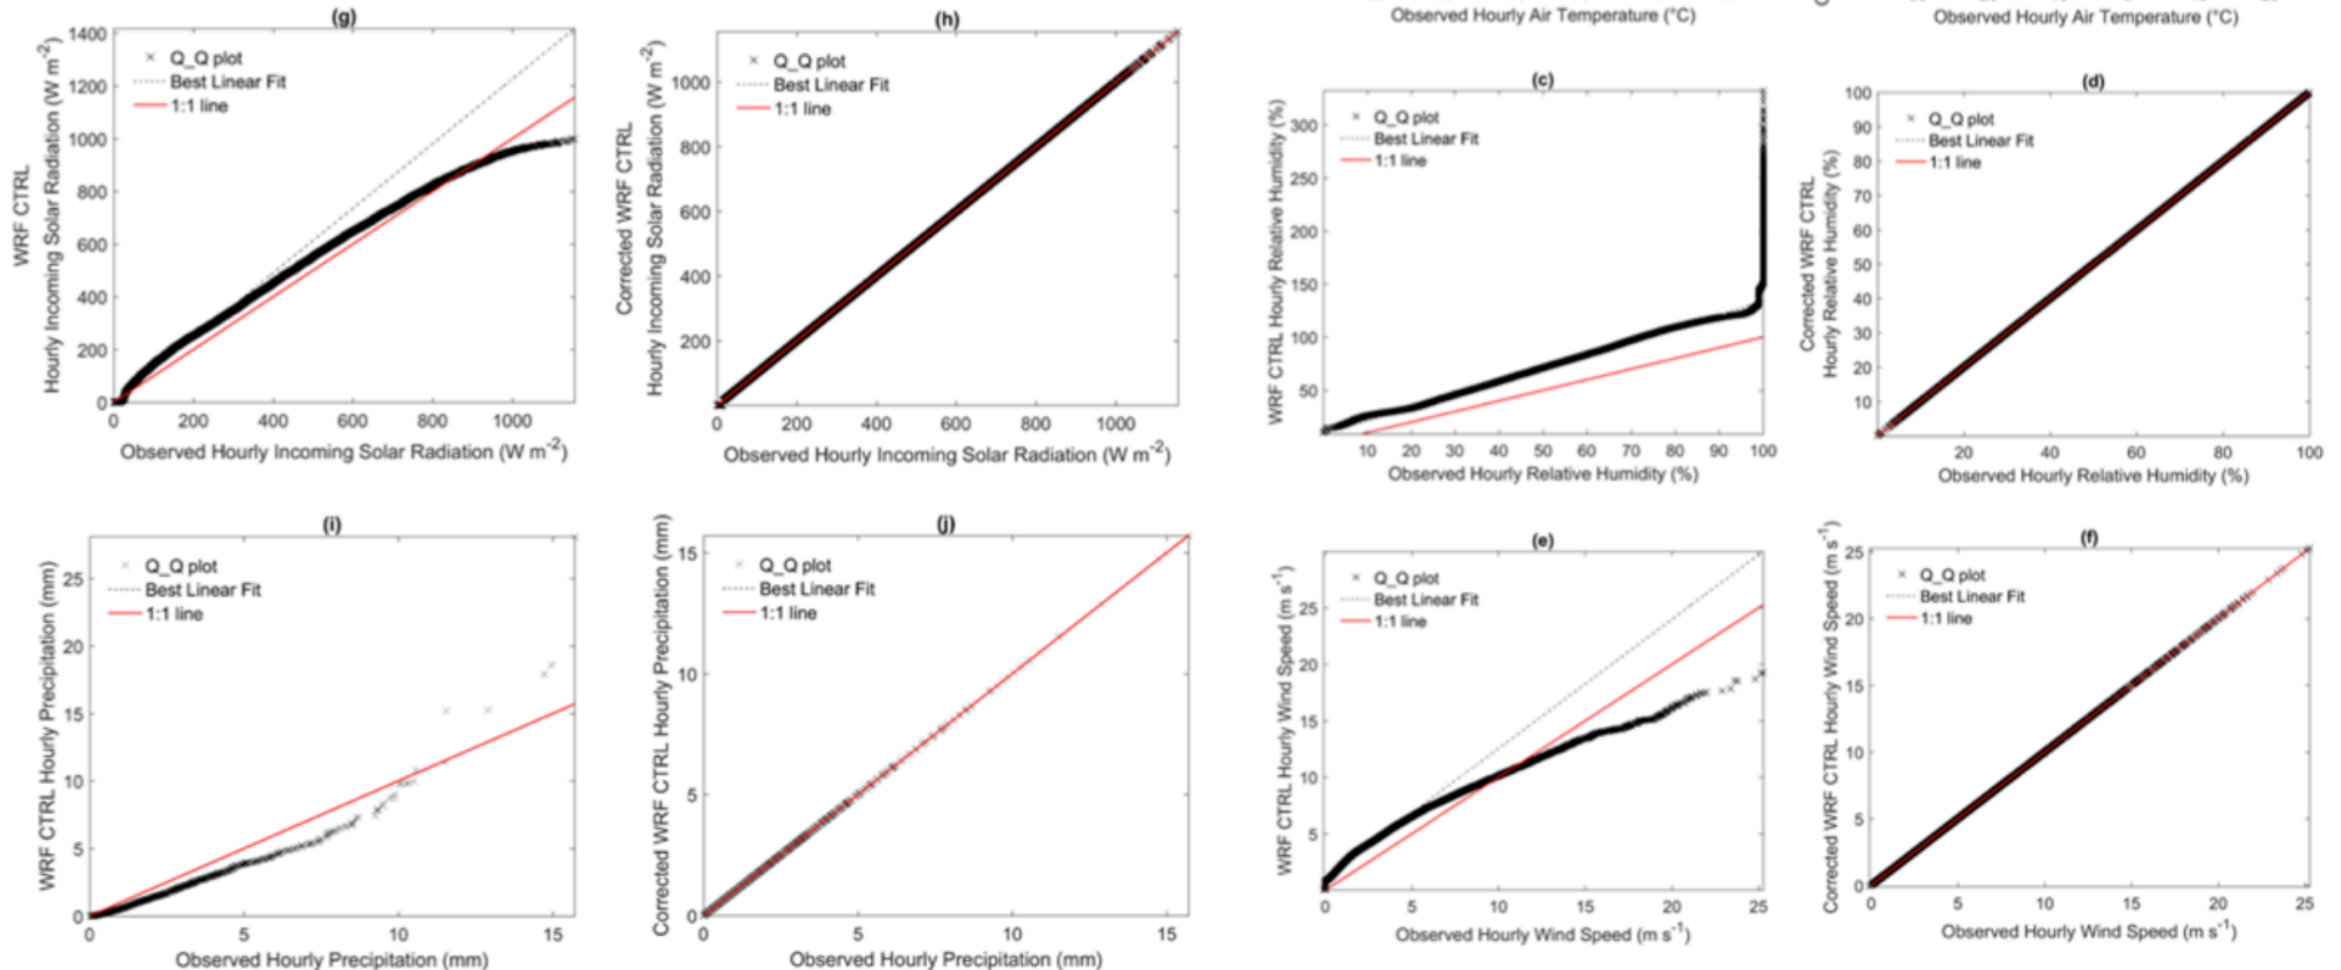 (g)
1400
1200
1000
800
600
400
200
0
WRF CTRL
Hourly Incoming Solar Radiation (W m-2)
Q_Q plot
Best Linear Fit
1:1 line
0 200 400 600 800 1000
Observed Hourly Incoming Solar Radiation (W m-2)
(h)
1000
800
600
400
200
Corrected WRF CTRL
Hourly Incoming Solar Radiation (W m-2)
Q_Q plot
Best Linear Fit
1:1 line
0 200 400 600 800 1000
Observed Hourly Incoming Solar Radiation (W m-2)
Observed Hourly Air Temperature (°C)
Observed Hourly Air Temperature (°C)
(c)
300
250
200
150
100
50
WRF CTRL Hourly Relative Humidity (%)
Q_Q plot
Best Linear Fit
1:1 line
10 20 30 40 50 60 70 80 90 100
Observed Hourly Relative Humidity (%)
(d)
100
90
80
70
60
50
40
30
20
10
Corrected WRF CTRL
Hourly Relative Humidity (%)
Q_Q plot
Best Linear Fit
1:1 line
20 40 60 80 100
Observed Hourly Relative Humidity (%)
(i)
25
20
15
10
5
0
WRF CTRL Hourly Precipitation (mm)
Q_Q plot
Best Linear Fit
1:1 line
0 5 10 15
Observed Hourly Precipitation (mm)
(j)
15
10
5
0
Corrected WRF CTRL Hourly Precipitation (mm)
Q_Q plot
Best Linear Fit
1:1 line
0 5 10 15
Observed Hourly Precipitation (mm)
(e)
25
20
15
10
5
WRF CTRL Hourly Wind Speed (m s-1)
Q_Q plot
Best Linear Fit
1:1 line
0 5 10 15 20 25
Observed Hourly Wind Speed (m s-1)
(f)
25
20
15
10
5
0
Corrected WRF CTRL Hourly Wind Speed (m s-1)
Q_Q plot
Best Linear Fit
1:1 line
0 5 10 15 20 25
Observed Hourly Wind Speed (m s-1)